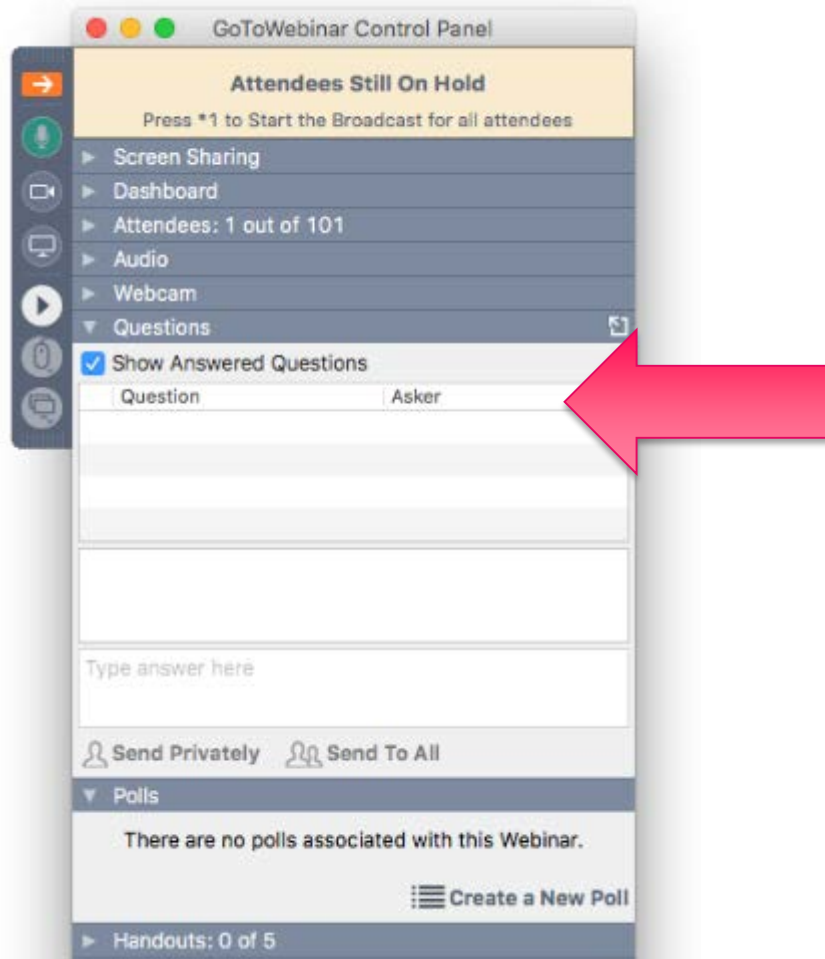 GoToWebinar Control Panel
Attendees Still On Hold
Press *1 to Start the Broadcast for all attendees
Screen Sharing
Dashboard
Attendees: 1 out of 101
Audio
Webcam
Questions
Show Answered Questions
Question Asker
Type answer here
Send Privately Send To All
Polls
There are no polls associated with this Webinar.
Create a New Poll
Handouts: 0 of 5